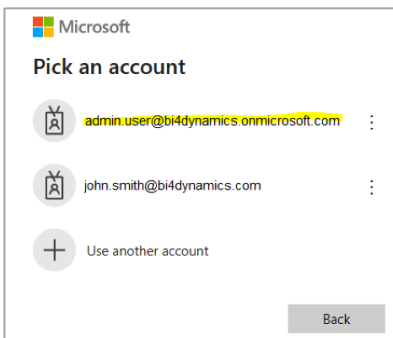 Microsoft
Pick an account
admin.user@bi4dynamics.onmicrosoft.com
john.smith@bi4dynamics.com
Use another account
Back